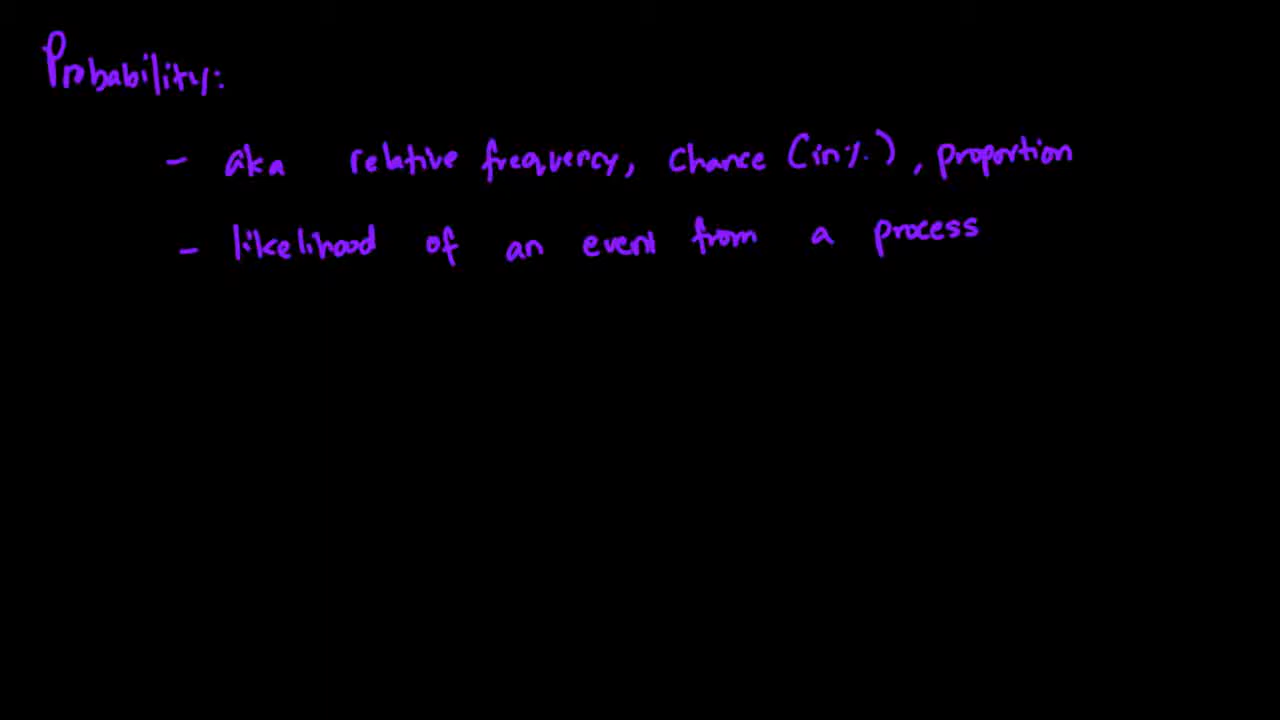 Probability:
- aka relative frequency, chance (in %), proportion
- likelihood of an event from a process